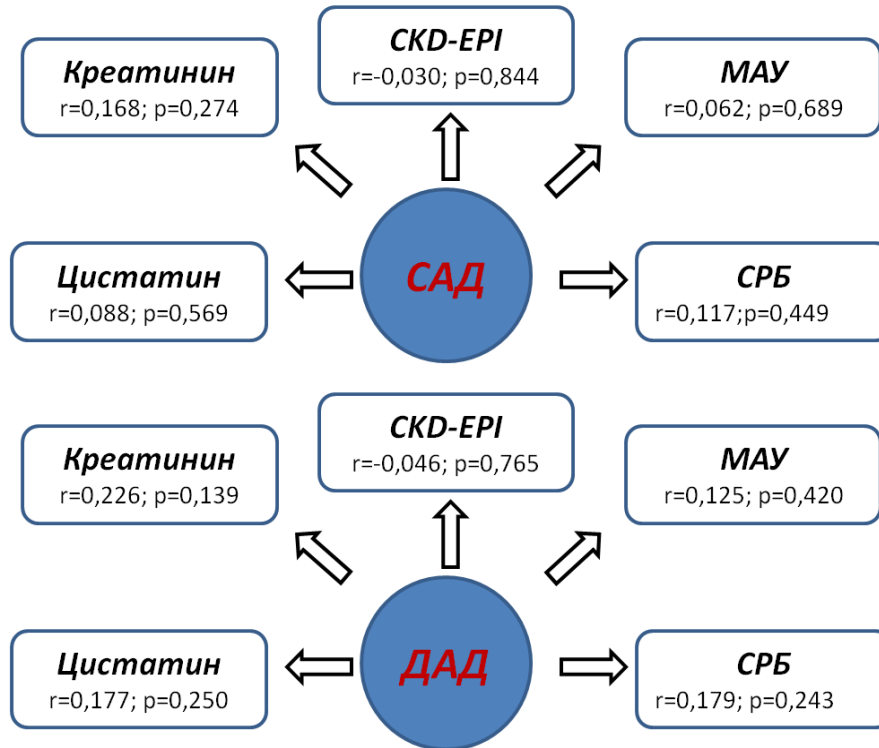 CKD-EPI
r=-0,030; p=0,844
Креатинин
r=0,168; p=0,274
МАУ
r=0,062; p=0,689
Цистатин
r=0,088; p=0,569
САД
СРБ
r=0,117;p=0,449
CKD-EPI
r=-0,046; p=0,765
Креатинин
r=0,226; p=0,139
МАУ
r=0,125; p=0,420
Цистатин
r=0,177; p=0,250
ДАД
СРБ
r=0,179; p=0,243